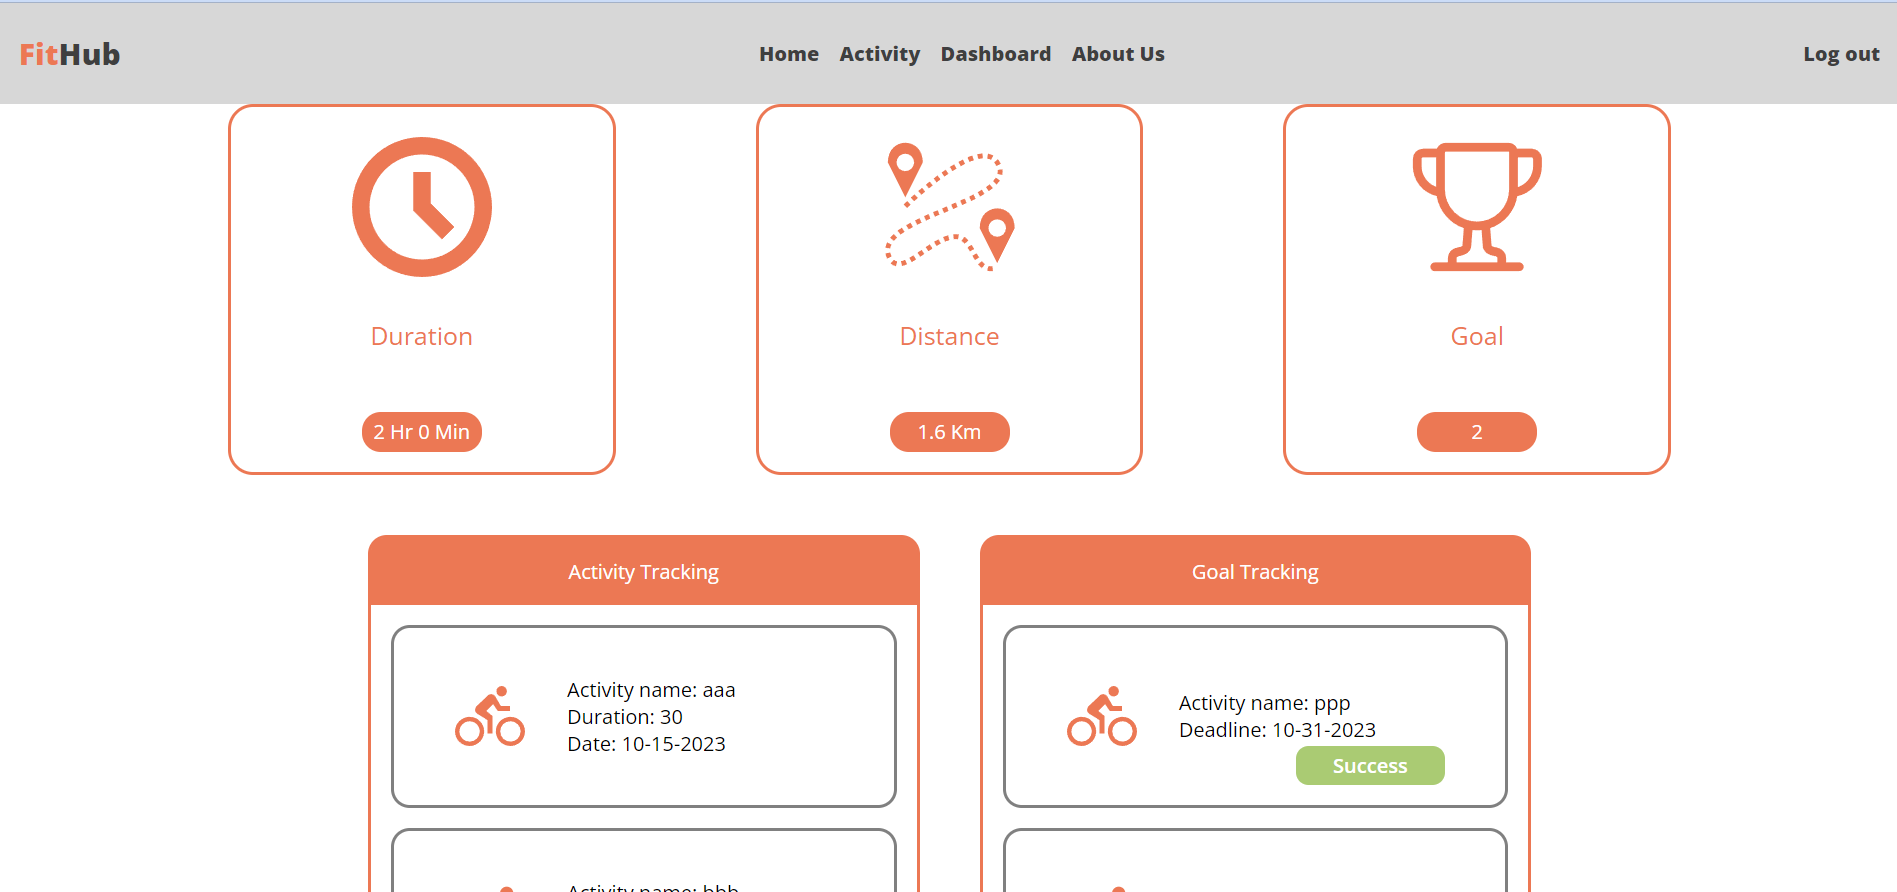 FitHub
Home Activity Dashboard About Us
Log out
Duration
Distance
Goal
2 Hr 0 Min
1.6 Km
2
Activity Tracking
Activity name: aaa
Duration: 30
Date: 10-15-2023
Activity name: bbb
Goal Tracking
Activity name: ppp
Deadline: 10-31-2023
Success